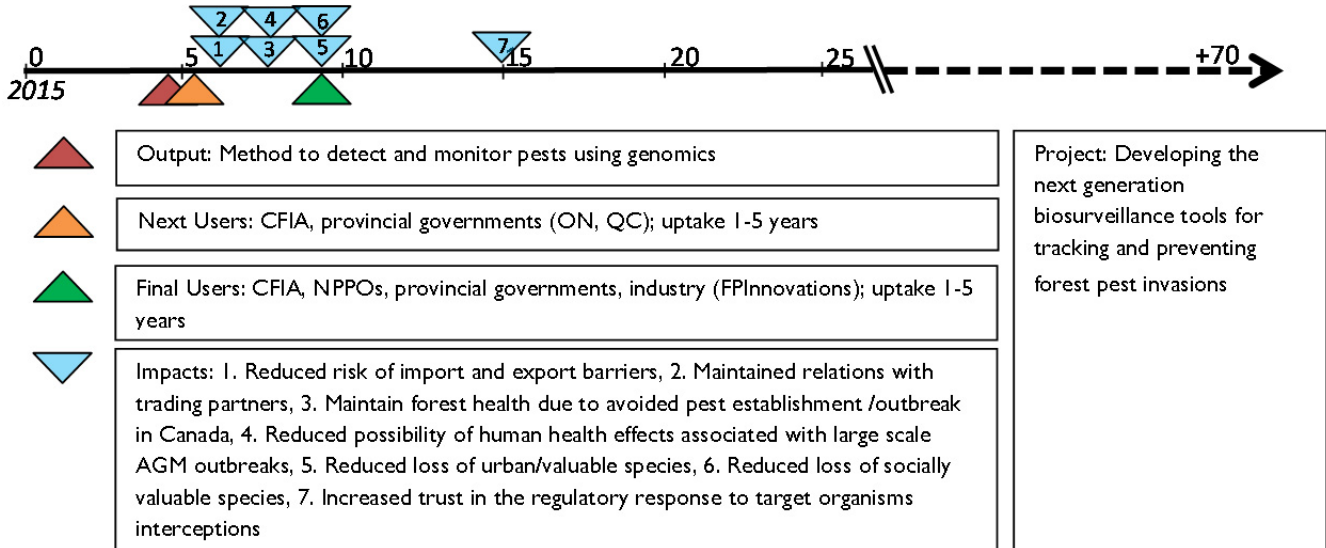 2 4 6
1 3 5 7
0 5 10 15 20 25 +70
2015
Output: Method to detect and monitor pests using genomics
Next Users: CFIA, provincial governments (ON, QC); uptake 1-5 years
Final Users: CFIA, NPPOs, provincial governments, industry (FPInnovations); uptake 1-5
years
Impacts: 1. Reduced risk of import and export barriers, 2. Maintained relations with
trading partners, 3. Maintain forest health due to avoided pest establishment /outbreak
in Canada, 4. Reduced possibility of human health effects associated with large scale
AGM outbreaks, 5. Reduced loss of urban/valuable species, 6. Reduced loss of socially
valuable species, 7. Increased trust in the regulatory response to target organisms
interceptions
Project: Developing the
next generation
biosurveillance tools for
tracking and preventing
forest pest invasions